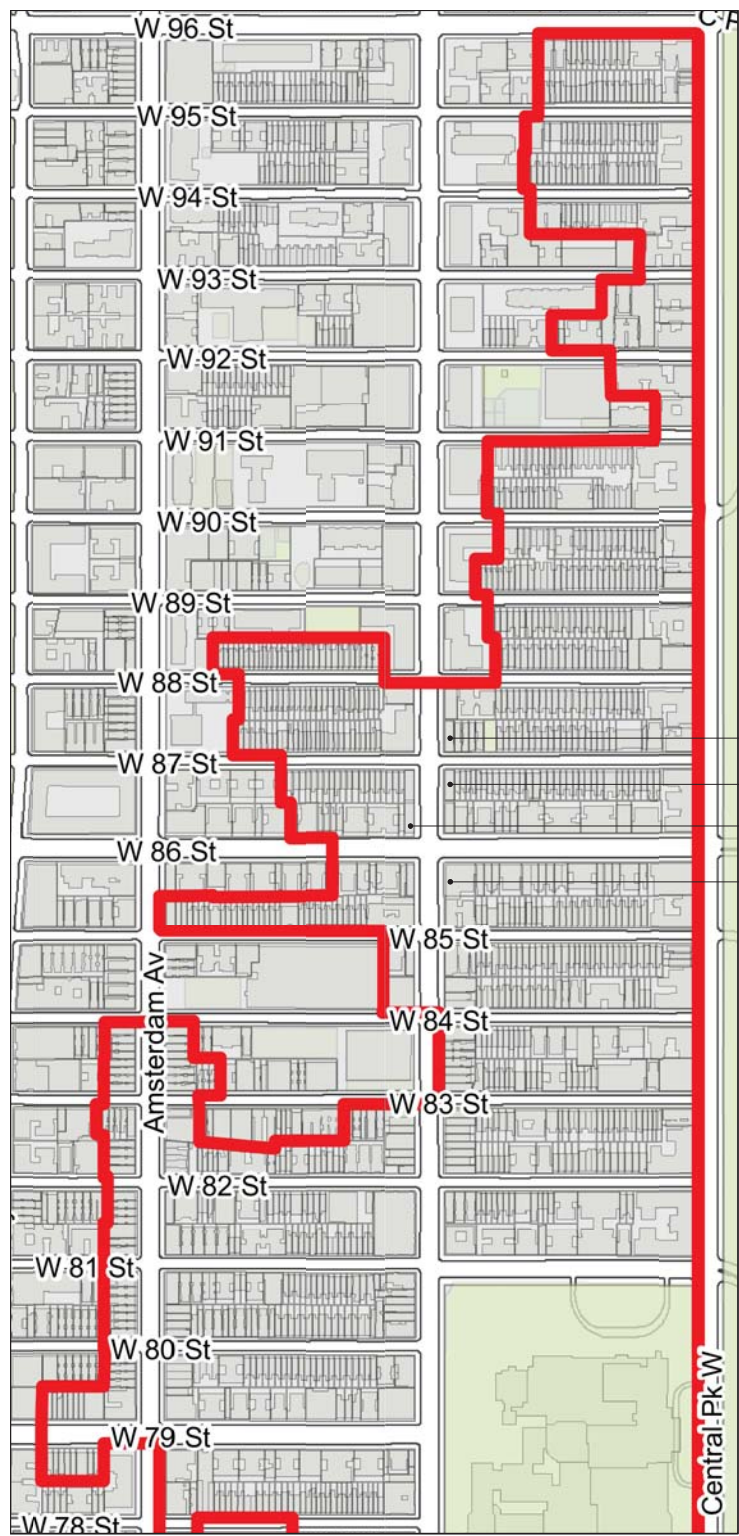 W 96 St
W 95 St
W 94 St
W 93 St
W 92 St
W 91 St
W 90 St
W 89 St
W 88 St
W 87 St
W 86 St
W 85 St
Amsterdam Av
W 84 St
W 83 St
W 82 St
W 81 St
W 80 St
W 79 St
Central Pk W
W 78 St